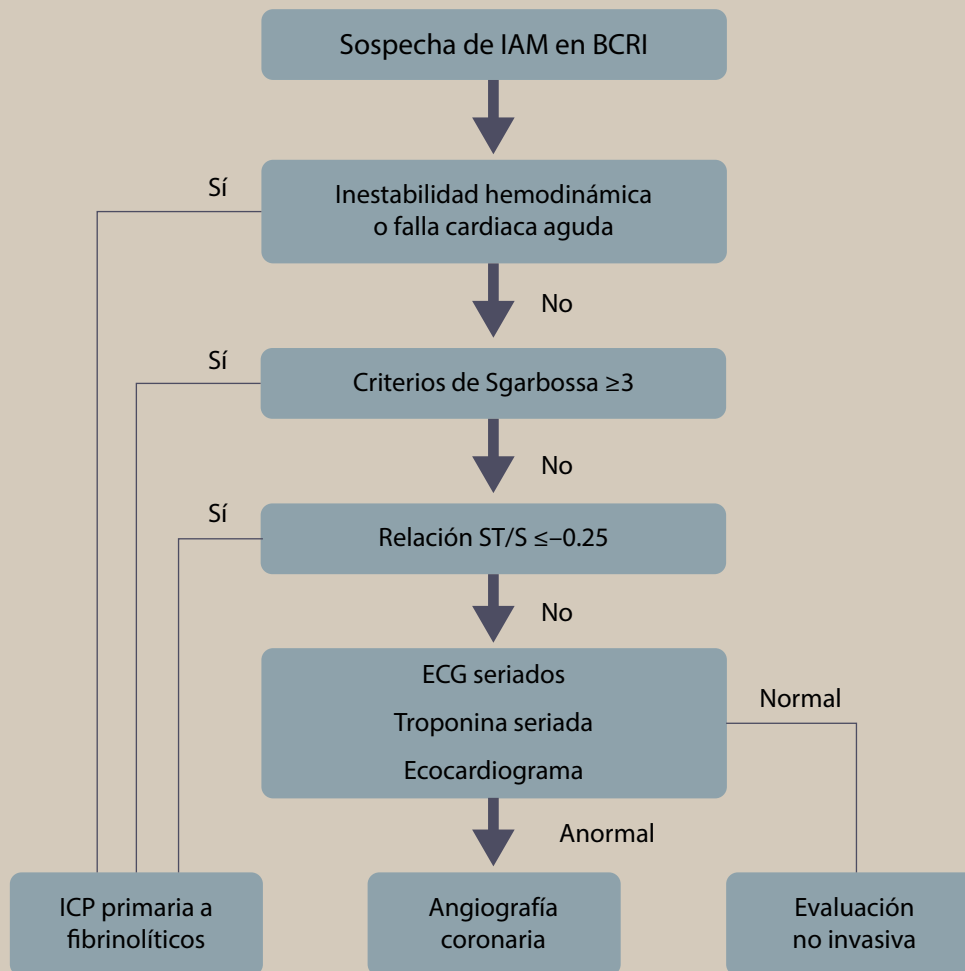 Sospecha de IAM en BCRI
Sí
Inestabilidad hemodinámica
o falla cardiaca aguda
No
Sí
Criterios de Sgarbossa ≥3
No
Sí
Relación ST/S ≤–0.25
No
ECG seriados
Troponina seriada
Ecocardiograma
Normal
Anormal
ICP primaria a
fibrinolíticos
Angiografía
coronaria
Evaluación
no invasiva